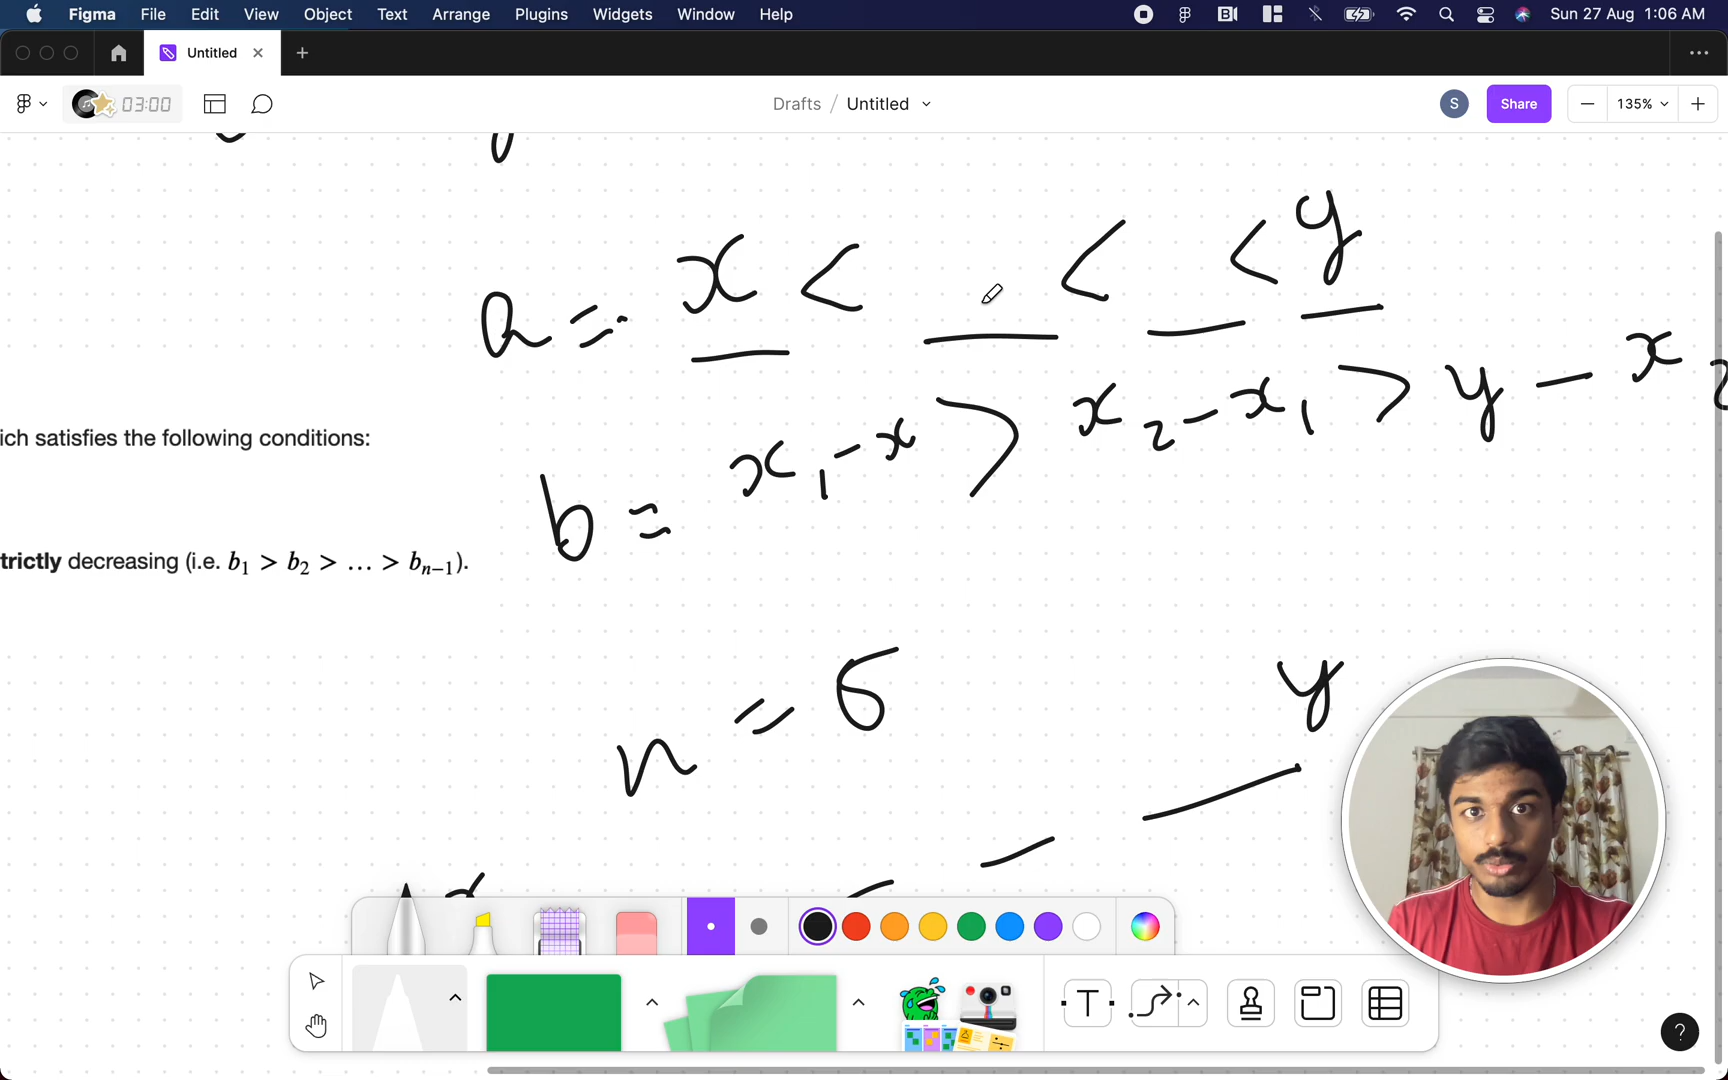 Figma File Edit View Object Text Arrange Plugins Widgets Window Help Sun 27 Aug 1:06 AM
Untitled
03:00 Drafts / Untitled S Share 135%
y
a = x < < < y
b = x₁ - x > x₂ - x₁ > y - x₂
ich satisfies the following conditions:
trictly decreasing (i.e. b₁ > b₂ > … > bₙ₋₁).
n = 5
y
T
?